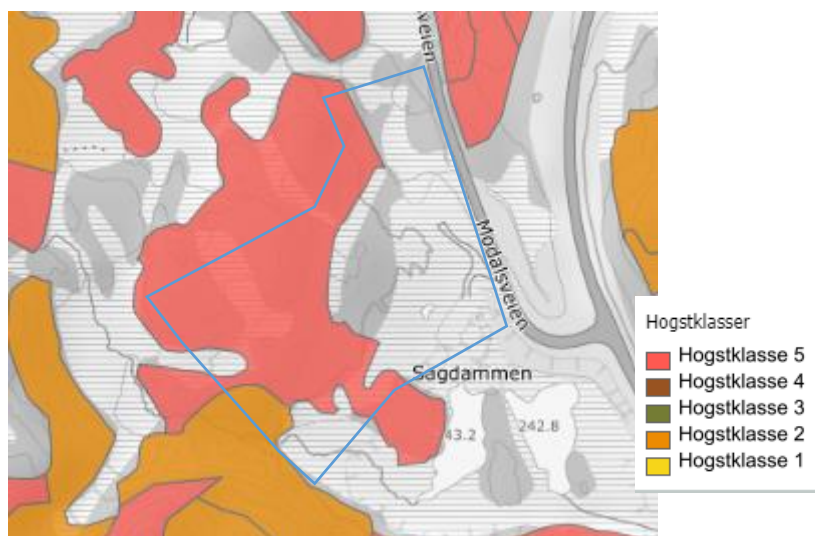 veien
Modalsveien
Sagdammen
43.2
242.8
Hogstklasser
Hogstklasse 5
Hogstklasse 4
Hogstklasse 3
Hogstklasse 2
Hogstklasse 1